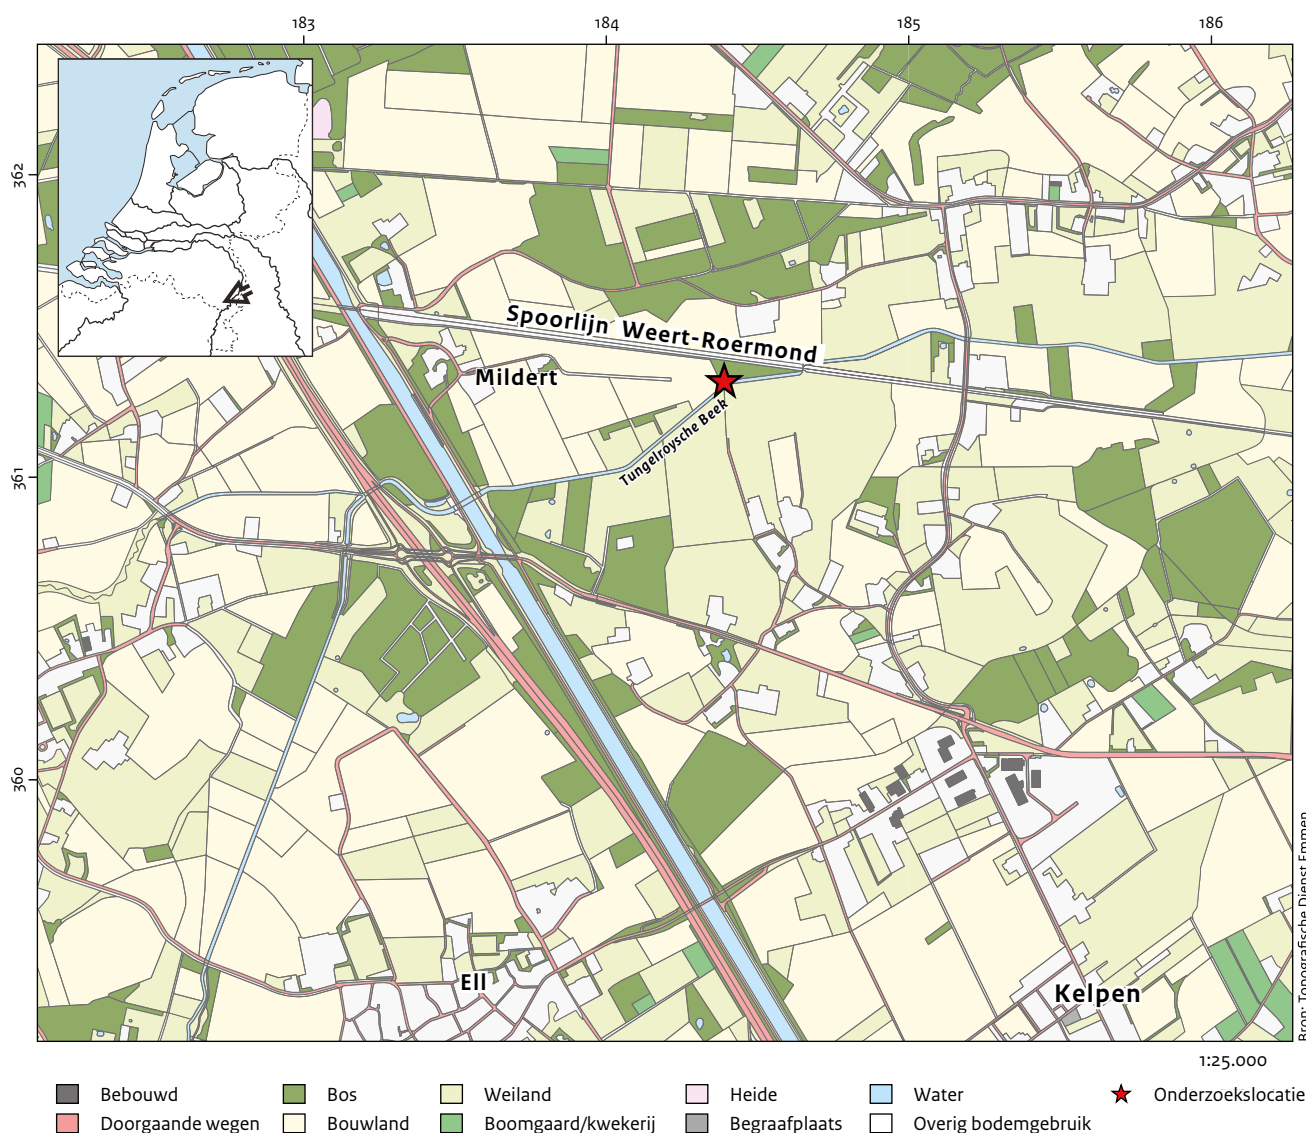 183 184 185 186
362
361
360
Spoorlijn Weert-Roermond
Mildert
Tungelroysche Beek
Ell
Kelpen
Bron: Topografische Dienst Emmen
1:25.000
Bebouwd Bos Weiland Heide Water Onderzoekslocatie
Doorgaande wegen Bouwland Boomgaard/kwekerij Begraafplaats Overig bodemgebruik